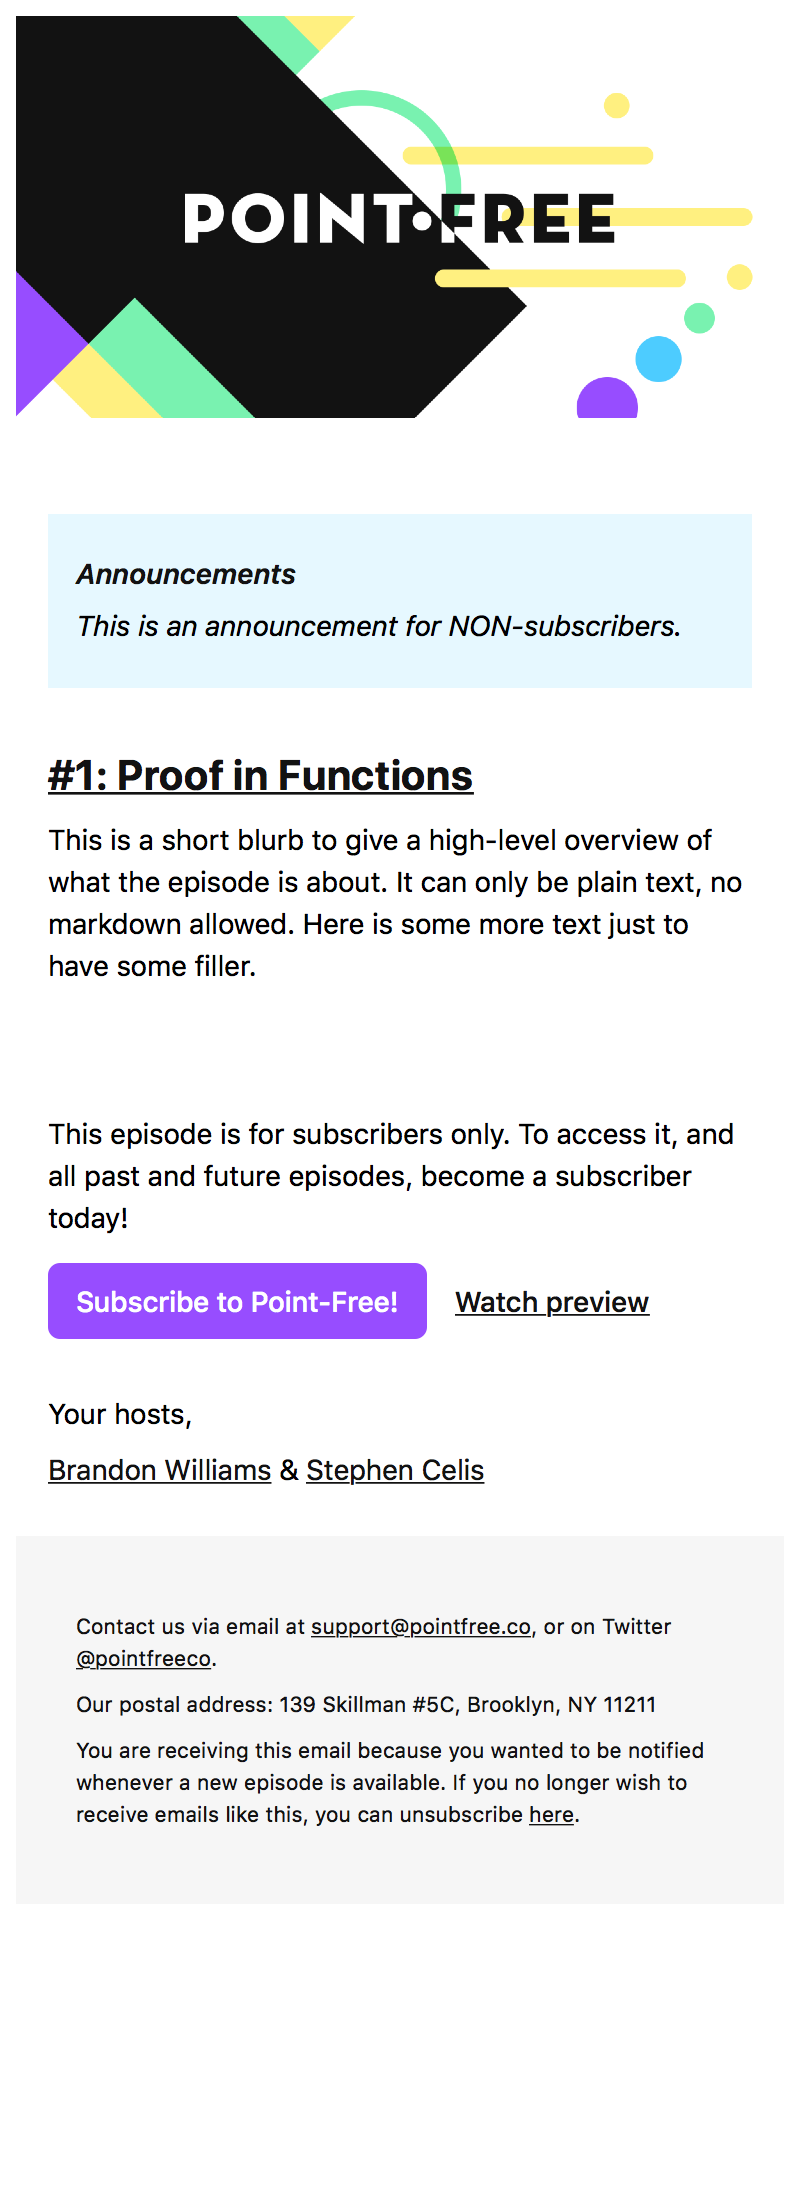 POINT•FREE
Announcements
This is an announcement for NON-subscribers.
#1: Proof in Functions
This is a short blurb to give a high-level overview of
what the episode is about. It can only be plain text, no
markdown allowed. Here is some more text just to
have some filler.
This episode is for subscribers only. To access it, and
all past and future episodes, become a subscriber
today!
Subscribe to Point-Free!
Watch preview
Your hosts,
Brandon Williams & Stephen Celis
Contact us via email at support@pointfree.co, or on Twitter
@pointfreeco.
Our postal address: 139 Skillman #5C, Brooklyn, NY 11211
You are receiving this email because you wanted to be notified
whenever a new episode is available. If you no longer wish to
receive emails like this, you can unsubscribe here.